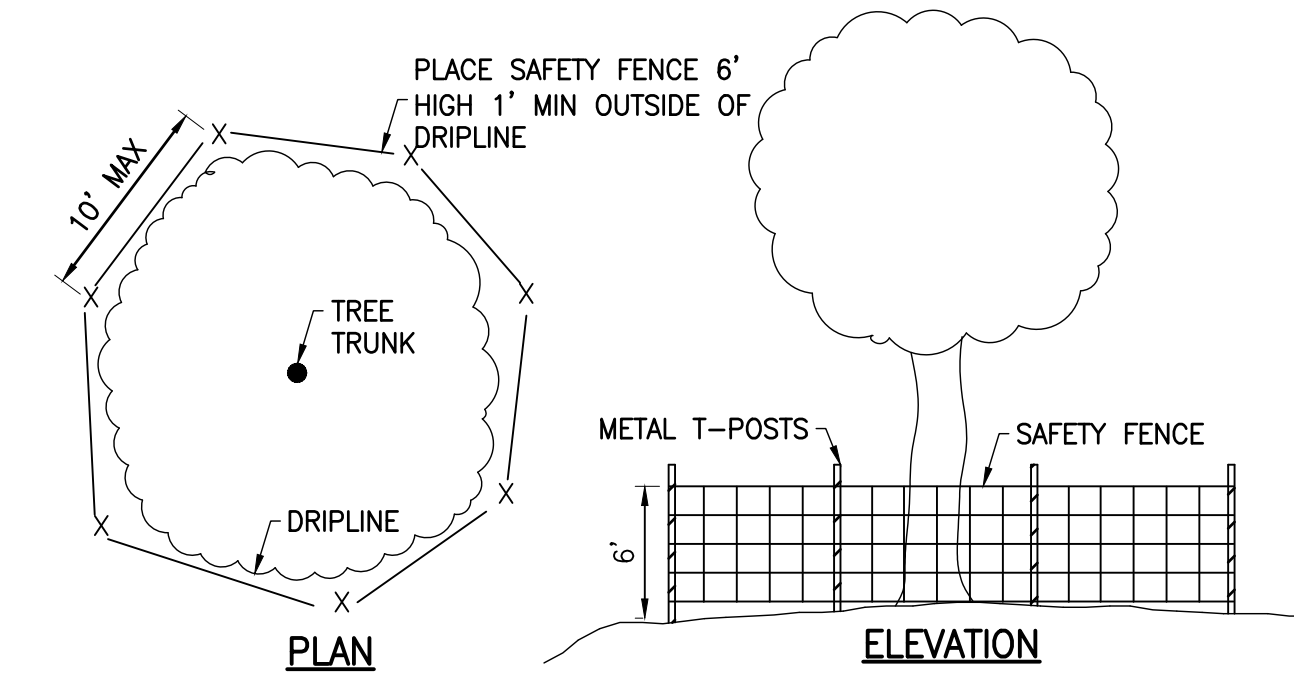 PLACE SAFETY FENCE 6'
HIGH 1' MIN OUTSIDE OF
DRIPLINE
10' MAX
TREE
TRUNK
DRIPLINE
PLAN
METAL T-POSTS
SAFETY FENCE
6'
ELEVATION